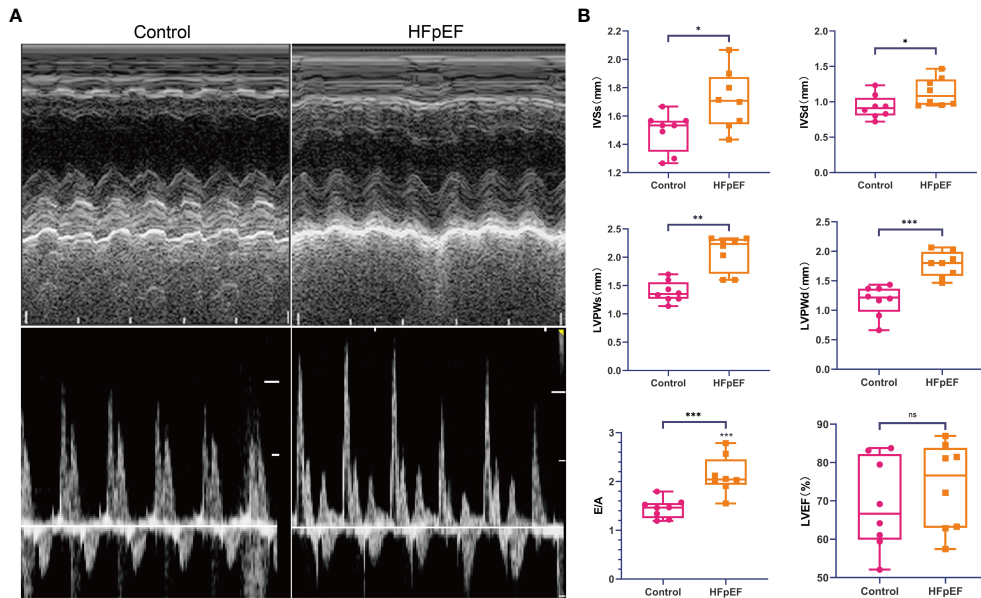 A
Control
HFpEF
B
IVSs(mm)
2.2
2.0
1.8
1.6
1.4
1.2
*
Control
HFpEF
IVSd(mm)
2.0
1.5
1.0
0.5
0.0
*
Control
HFpEF
LVPWs(mm)
2.5
2.0
1.5
1.0
0.5
0.0
**
Control
HFpEF
LVPWd(mm)
2.5
2.0
1.5
1.0
0.5
0.0
***
Control
HFpEF
E/A
3
2
1
0
***
***
Control
HFpEF
LVEF(%)
90
80
70
60
50
ns
Control
HFpEF